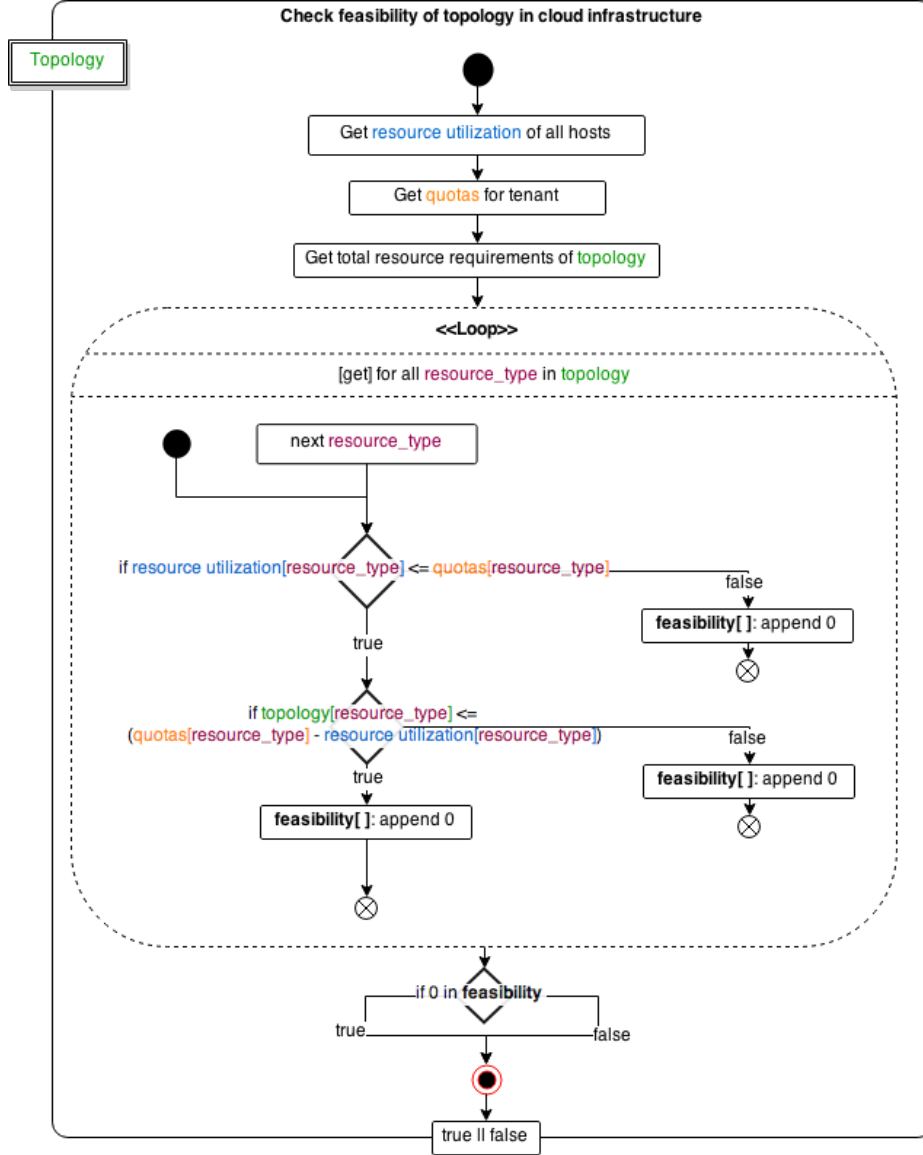 Check feasibility of topology in cloud infrastructure
Topology
Get resource utilization of all hosts
Get quotas for tenant
Get total resource requirements of topology
<<Loop>>
[get] for all resource_type in topology
next resource_type
if resource utilization[resource_type] <= quotas[resource_type]
false
feasibility[ ]: append 0
true
if topology[resource_type] <=
(quotas[resource_type] - resource utilization[resource_type])
false
feasibility[ ]: append 0
true
feasibility[ ]: append 0
if 0 in feasibility
true
false
true || false